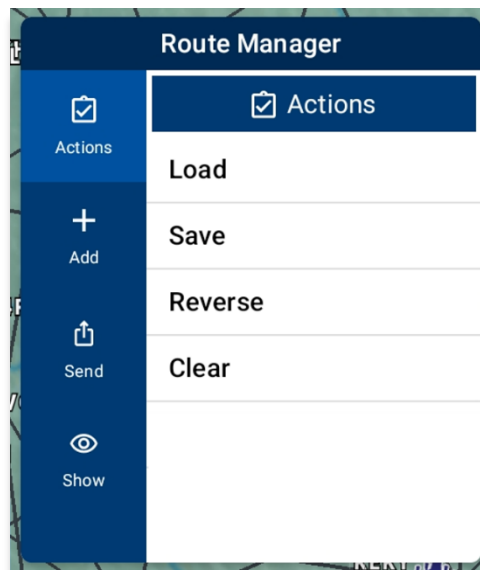 Route Manager
Actions
Actions
Load
Save
Reverse
Clear
Add
Send
Show